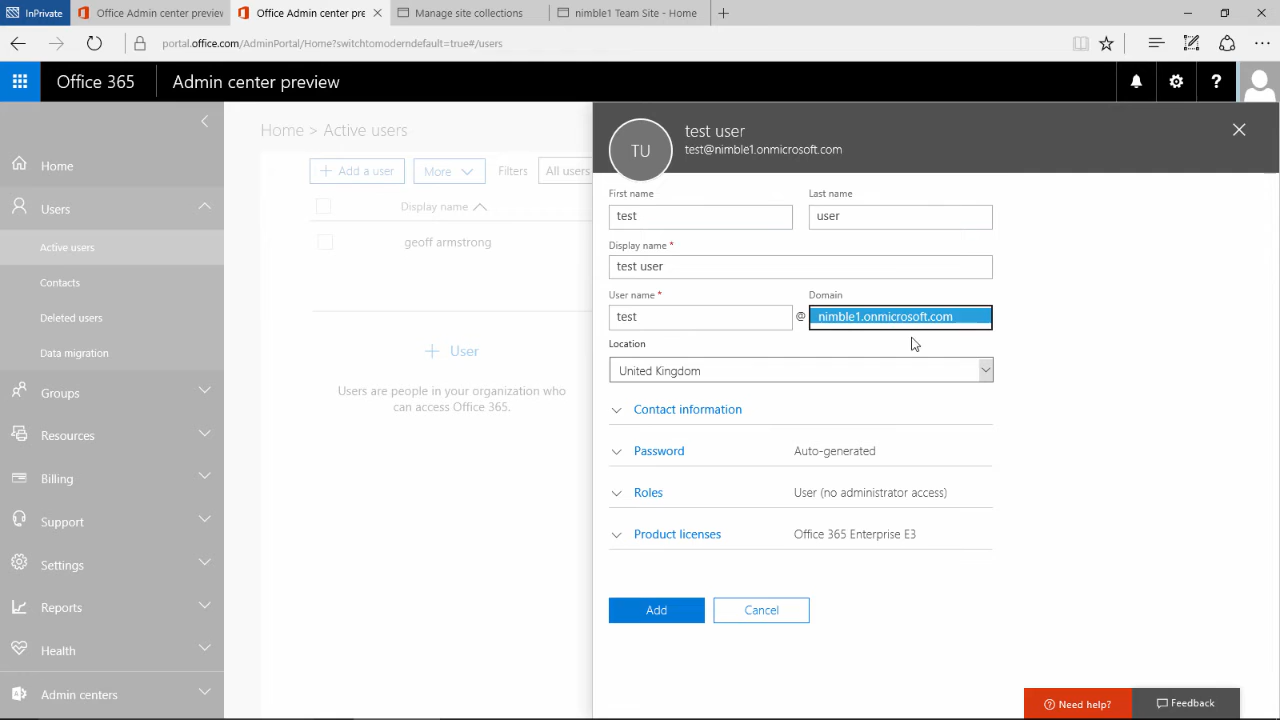 InPrivate
Office 365 Admin center preview
Office 365 Admin center pre
Manage site collections
nimble1 Team Site - Home
portal.office.com/AdminPortal/Home?switchtomoderndefault=true#/users
Office 365
Admin center preview
?
Home
Users
Active users
Contacts
Deleted users
Data migration
Groups
Resources
Billing
Support
Settings
Reports
Health
Admin centers
Home > Active users
+ Add a user
More
Filters
All users
Display name
geoff armstrong
+ User
Users are people in your organization who
can access Office 365.
TU
test user
test@nimble1.onmicrosoft.com
First name
Last name
test
user
Display name *
test user
User name *
Domain
test
@
nimble1.onmicrosoft.com
Location
United Kingdom
Contact information
Password
Auto-generated
Roles
User (no administrator access)
Product licenses
Office 365 Enterprise E3
Add
Cancel
Need help?
Feedback